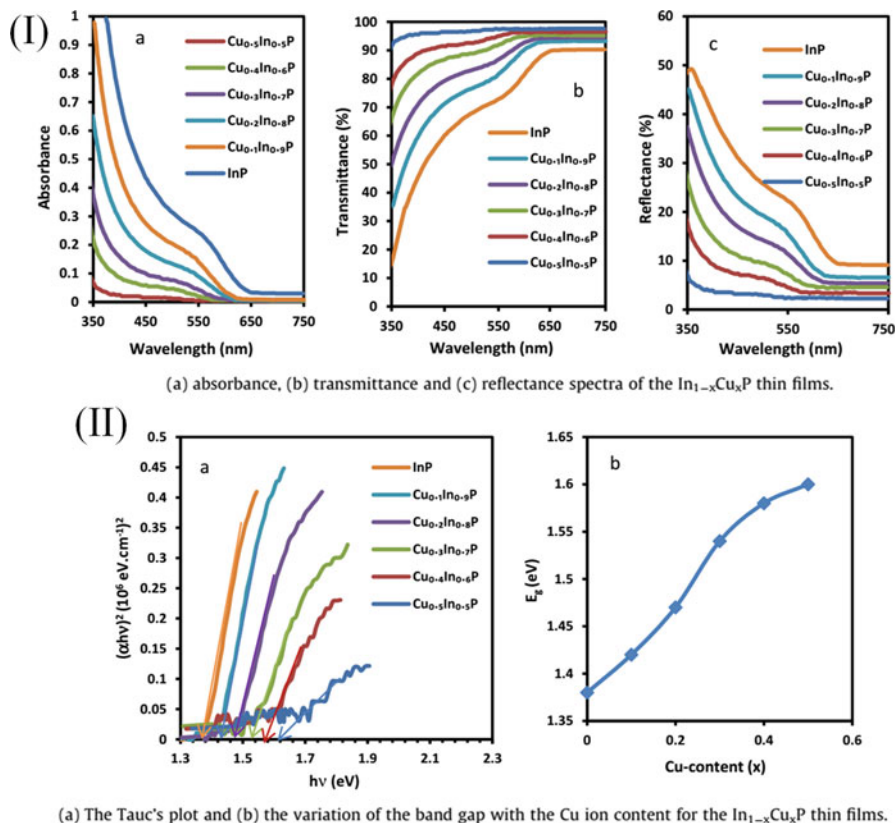 (I)
a
1
0.9
0.8
0.7
0.6
0.5
0.4
0.3
0.2
0.1
0
350 450 550 650 750
Absorbance
Wavelength (nm)
Cu₀.₅In₀.₅P
Cu₀.₄In₀.₆P
Cu₀.₃In₀.₇P
Cu₀.₂In₀.₈P
Cu₀.₁In₀.₉P
InP
b
100
90
80
70
60
50
40
30
20
10
0
350 450 550 650 750
Transmittance (%)
Wavelength (nm)
InP
Cu₀.₁In₀.₉P
Cu₀.₂In₀.₈P
Cu₀.₃In₀.₇P
Cu₀.₄In₀.₆P
Cu₀.₅In₀.₅P
c
60
50
40
30
20
10
0
350 450 550 650 750
Reflectance (%)
Wavelength (nm)
InP
Cu₀.₁In₀.₉P
Cu₀.₂In₀.₈P
Cu₀.₃In₀.₇P
Cu₀.₄In₀.₆P
Cu₀.₅In₀.₅P
(a) absorbance, (b) transmittance and (c) reflectance spectra of the In₁₋ₓCuₓP thin films.
(II)
a
0.5
0.45
0.4
0.35
0.3
0.25
0.2
0.15
0.1
0.05
0
1.3 1.5 1.7 1.9 2.1 2.3
(αhν)² (10⁶ eV.cm⁻¹)²
hν (eV)
InP
Cu₀.₁In₀.₉P
Cu₀.₂In₀.₈P
Cu₀.₃In₀.₇P
Cu₀.₄In₀.₆P
Cu₀.₅In₀.₅P
b
1.65
1.6
1.55
1.5
1.45
1.4
1.35
0 0.2 0.4 0.6
E_g (eV)
Cu-content (x)
(a) The Tauc's plot and (b) the variation of the band gap with the Cu ion content for the In₁₋ₓCuₓP thin films.